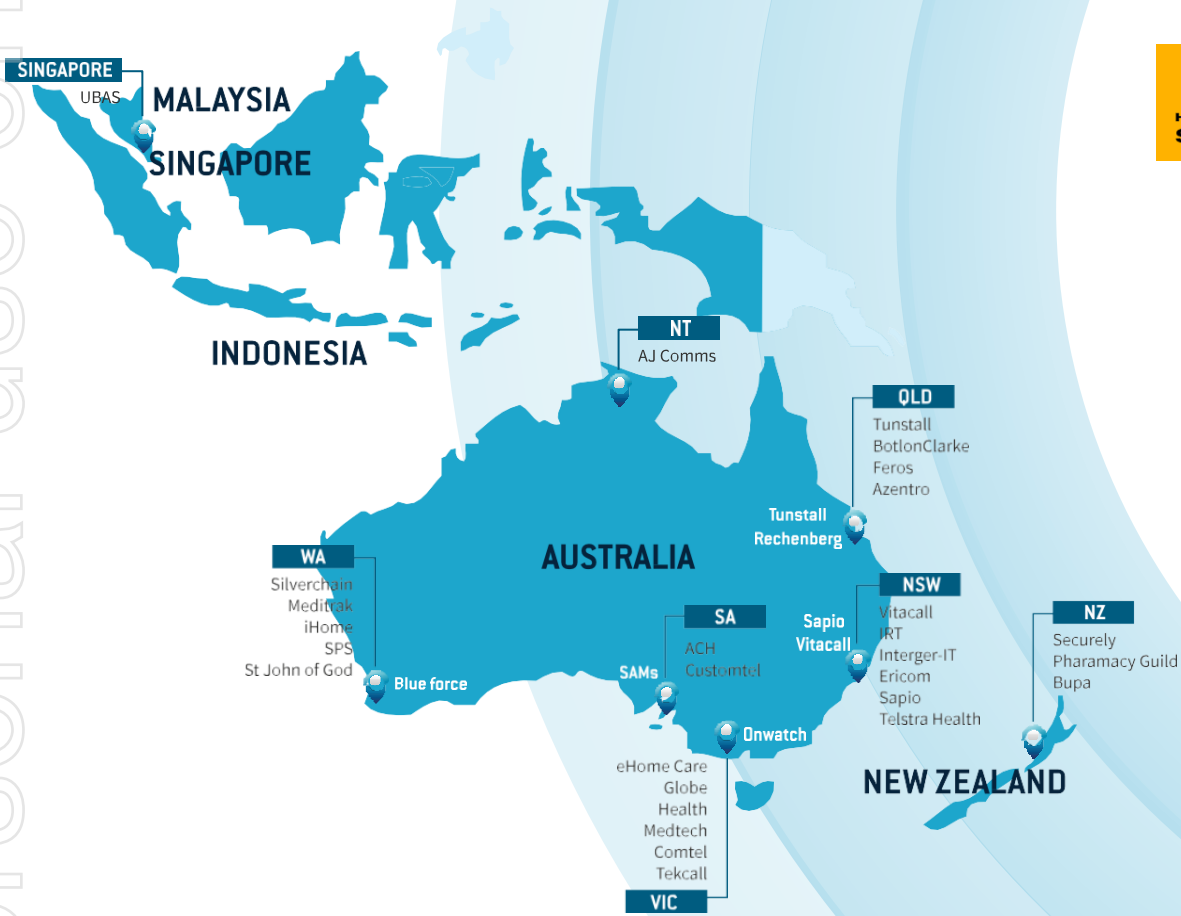 SINGAPORE
UBAS
MALAYSIA
SINGAPORE
INDONESIA
NT
AJ Comms
QLD
Tunstall
BotlonClarke
Feros
Azentro
Tunstall
Rechenberg
AUSTRALIA
WA
Silverchain
Meditrak
iHome
SPS
St John of God
Blue force
SA
ACH
Customtel
SAMs
Sapio
Vitacall
NSW
Vitacall
IRT
Interger-IT
Ericom
Sapio
Telstra Health
NZ
Securely
Pharamacy Guild
Bupa
Onwatch
eHome Care
Globe
Health
Medtech
Comtel
Tekcall
VIC
NEW ZEALAND